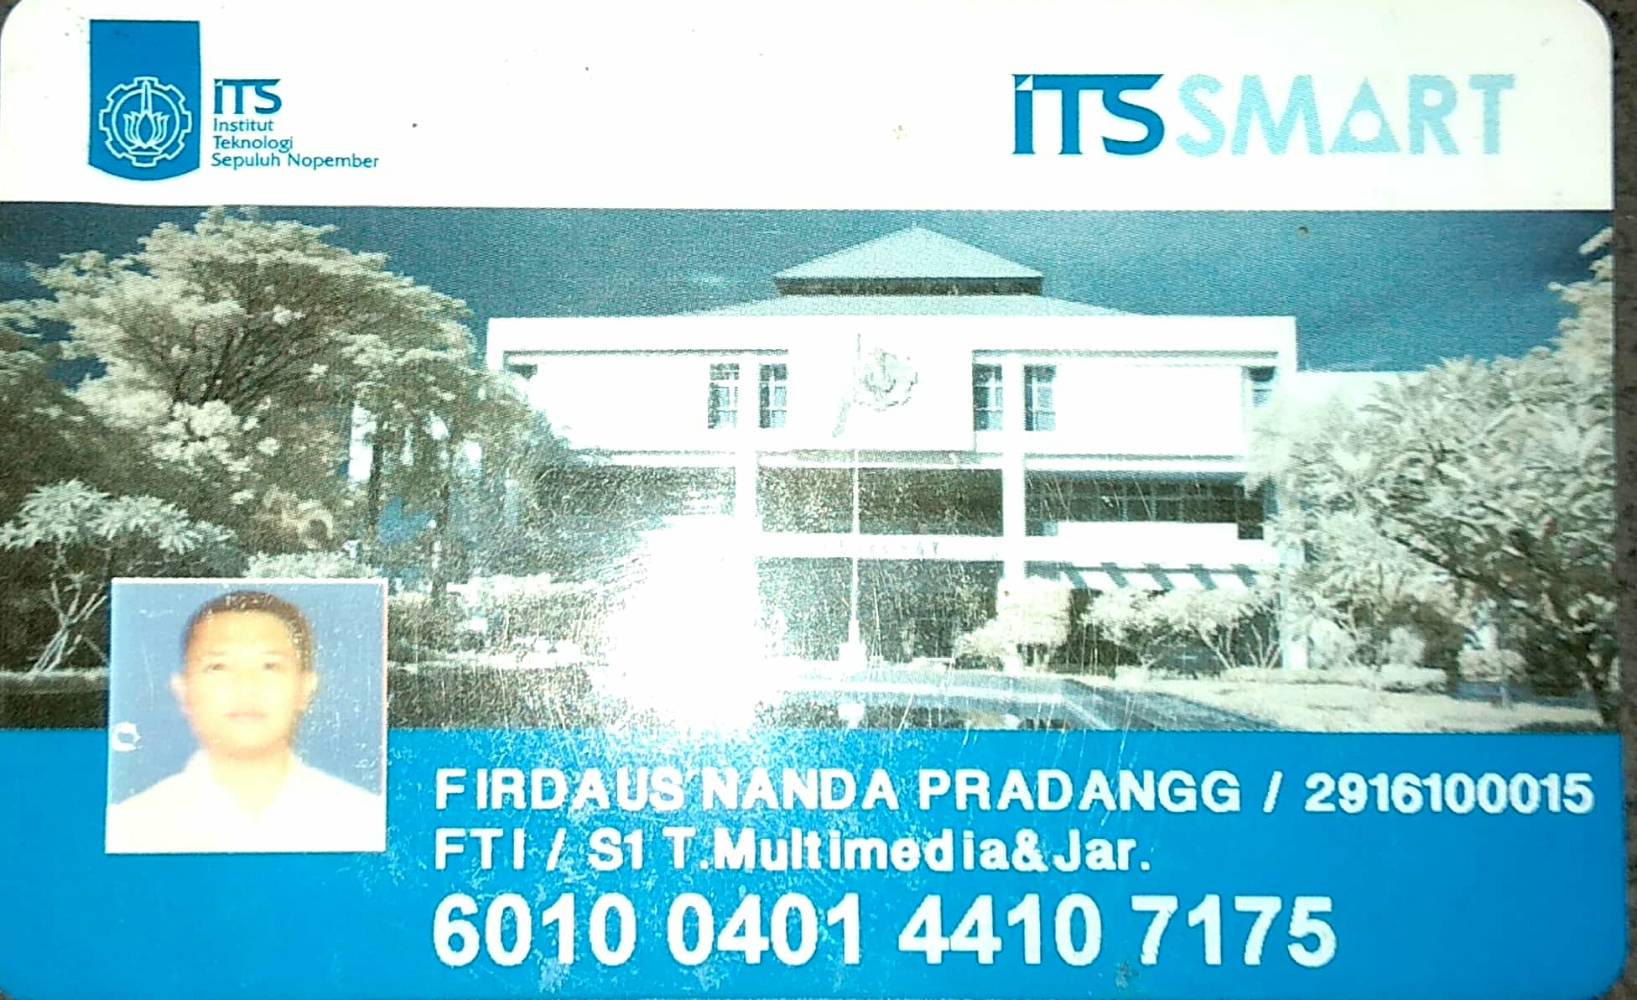 iTS
Institut
Teknologi
Sepuluh Nopember
iTS SMART
FIRDAUS NANDA PRADANGG / 2916100015
FTI / S1 T.Multimedia&Jar.
6010 0401 4410 7175